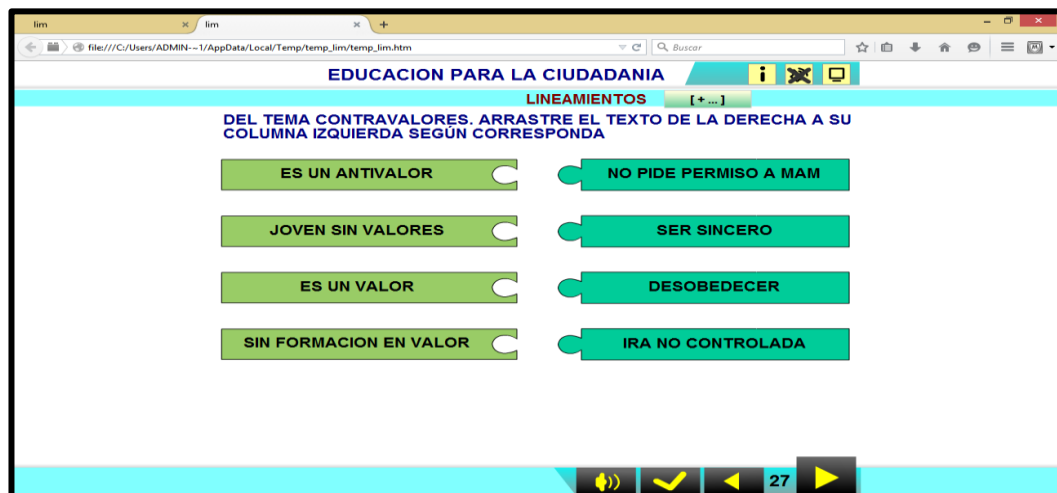 lim
lim
file:///C:/Users/ADMIN-~1/AppData/Local/Temp/temp_lim/temp_lim.htm
Buscar
EDUCACION PARA LA CIUDADANIA
LINEAMIENTOS
[+...]
DEL TEMA CONTRAVALORES. ARRASTRE EL TEXTO DE LA DERECHA A SU
COLUMNA IZQUIERDA SEGÚN CORRESPONDA
ES UN ANTIVALOR
NO PIDE PERMISO A MAM
JOVEN SIN VALORES
SER SINCERO
ES UN VALOR
DESOBEDECER
SIN FORMACION EN VALOR
IRA NO CONTROLADA
27